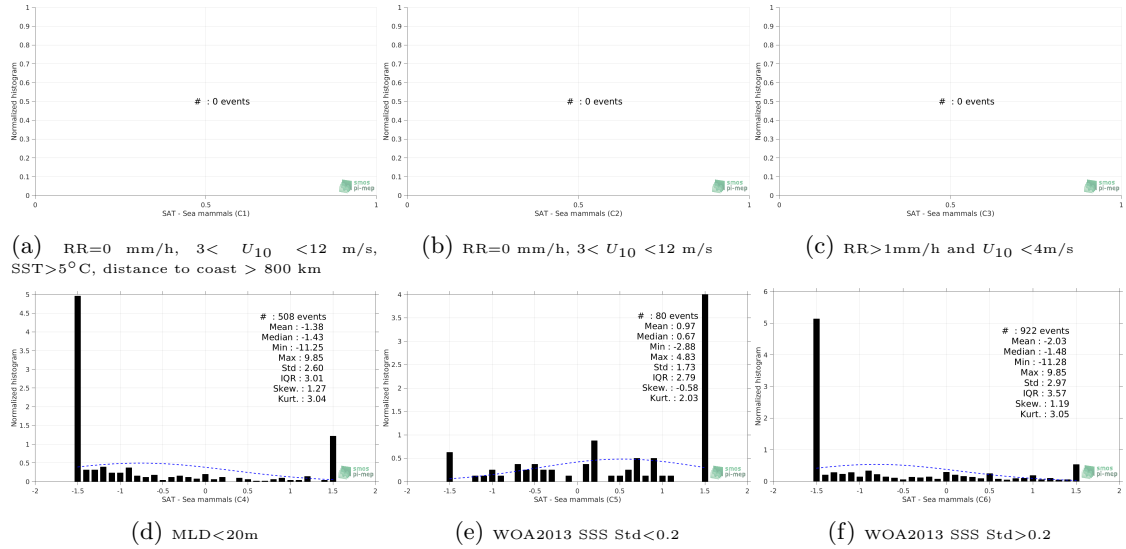 Normalized histogram
1
0.9
0.8
0.7
0.6
0.5
0.4
0.3
0.2
0.1
0
# : 0 events
smos
pi-mep
0 0.5 1
SAT - Sea mammals (C1)
Normalized histogram
1
0.9
0.8
0.7
0.6
0.5
0.4
0.3
0.2
0.1
0
# : 0 events
smos
pi-mep
0 0.5 1
SAT - Sea mammals (C2)
Normalized histogram
1
0.9
0.8
0.7
0.6
0.5
0.4
0.3
0.2
0.1
0
# : 0 events
smos
pi-mep
0 0.5 1
SAT - Sea mammals (C3)
(a) RR=0 mm/h, 3< U10 <12 m/s,
SST>5°C, distance to coast > 800 km
(b) RR=0 mm/h, 3< U10 <12 m/s
(c) RR>1mm/h and U10 <4m/s
Normalized histogram
5
4.5
4
3.5
3
2.5
2
1.5
1
0.5
0
# : 508 events
Mean : -1.38
Median : -1.43
Min : -11.25
Max : 9.85
Std : 2.60
IQR : 3.01
Skew. : 1.27
Kurt. : 3.04
smos
pi-mep
-2 -1.5 -1 -0.5 0 0.5 1 1.5 2
SAT - Sea mammals (C4)
Normalized histogram
4
3.5
3
2.5
2
1.5
1
0.5
0
# : 80 events
Mean : 0.97
Median : 0.67
Min : -2.88
Max : 4.83
Std : 1.73
IQR : 2.79
Skew. : -0.58
Kurt. : 2.03
smos
pi-mep
-2 -1.5 -1 -0.5 0 0.5 1 1.5 2
SAT - Sea mammals (C5)
Normalized histogram
6
5
4
3
2
1
0
# : 922 events
Mean : -2.03
Median : -1.48
Min : -11.28
Max : 9.85
Std : 2.97
IQR : 3.57
Skew. : 1.19
Kurt. : 3.05
smos
pi-mep
-2 -1.5 -1 -0.5 0 0.5 1 1.5 2
SAT - Sea mammals (C6)
(d) MLD<20m
(e) WOA2013 SSS Std<0.2
(f) WOA2013 SSS Std>0.2